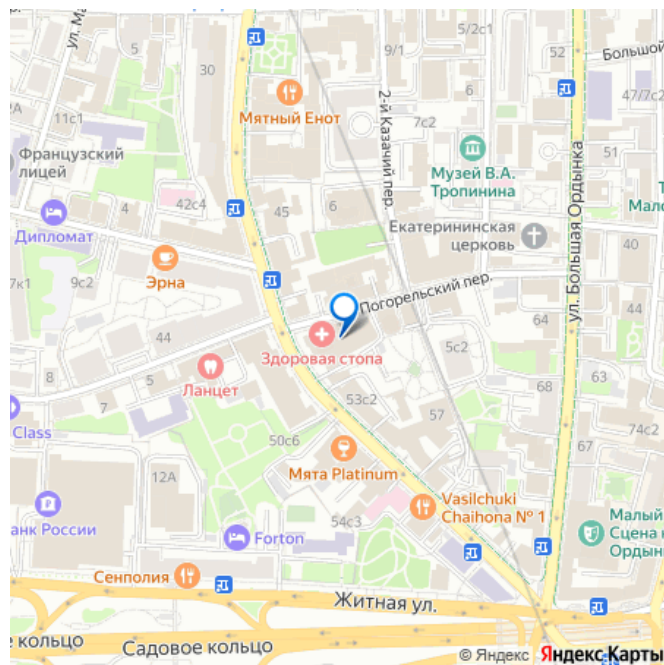 ул. Ма
30
9/1
5/2с1
52
Большой
11с1
Мятный Енот
2-й Казачий пер.
7с2
47/7с2
Французский
лицей
Музей В.А.
Тропинина
51
Т
Мало
4
42с4
45
6
Дипломат
Екатерининская
церковь
40
ул. Большая Ордынка
7к1
9с2
Эрна
Погорельский пер.
44
64
Здоровая стопа
5с2
8
7
5
Ланцет
68
63
Class
53с2
57
74с2
50с6
67
12А
Мята Platinum
Vasilchuki
Chaihona № 1
анк России
54с3
Малый
Сцена н
Ордын
Forton
Сенполия
Житная ул.
е кольцо
Садовое кольцо
© Яндекс Яндекс Карты